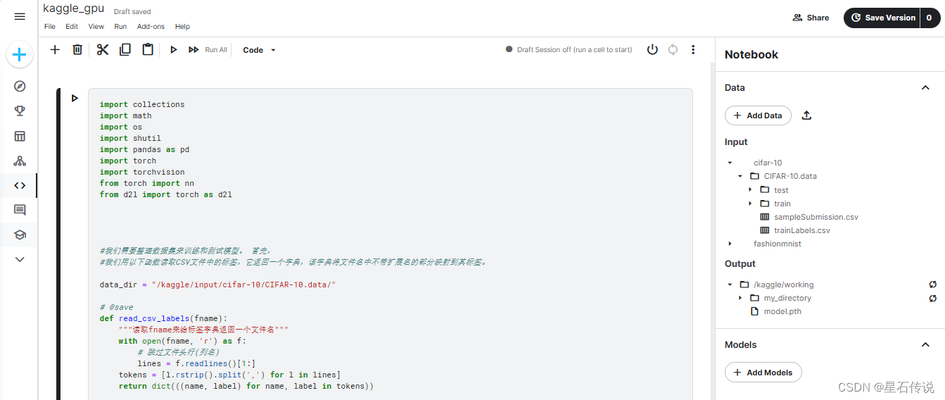 kaggle_gpu Draft saved
File Edit View Run Add-ons Help
Share
Save Version 0
Run All Code
Draft Session off (run a cell to start)
Notebook
import collections
import math
import os
import shutil
import pandas as pd
import torch
import torchvision
from torch import nn
from d2l import torch as d2l
#我们需要整理数据集来训练和测试模型。 首先,
#我们用以下函数读取CSV文件中的标签,它返回一个字典,该字典将文件名中不带扩展名的部分映射到其标签。
data_dir = "/kaggle/input/cifar-10/CIFAR-10.data/"
# @save
def read_csv_labels(fname):
"""读取fname来给标签字典返回一个文件名"""
with open(fname, 'r') as f:
# 跳过文件头行(列名)
lines = f.readlines()[1:]
tokens = [l.rstrip().split(',') for l in lines]
return dict(((name, label) for name, label in tokens))
Data
Add Data
Input
cifar-10
CIFAR-10.data
test
train
sampleSubmission.csv
trainLabels.csv
fashionmnist
Output
/kaggle/working
my_directory
model.pth
Models
Add Models
CSDN @星石传说